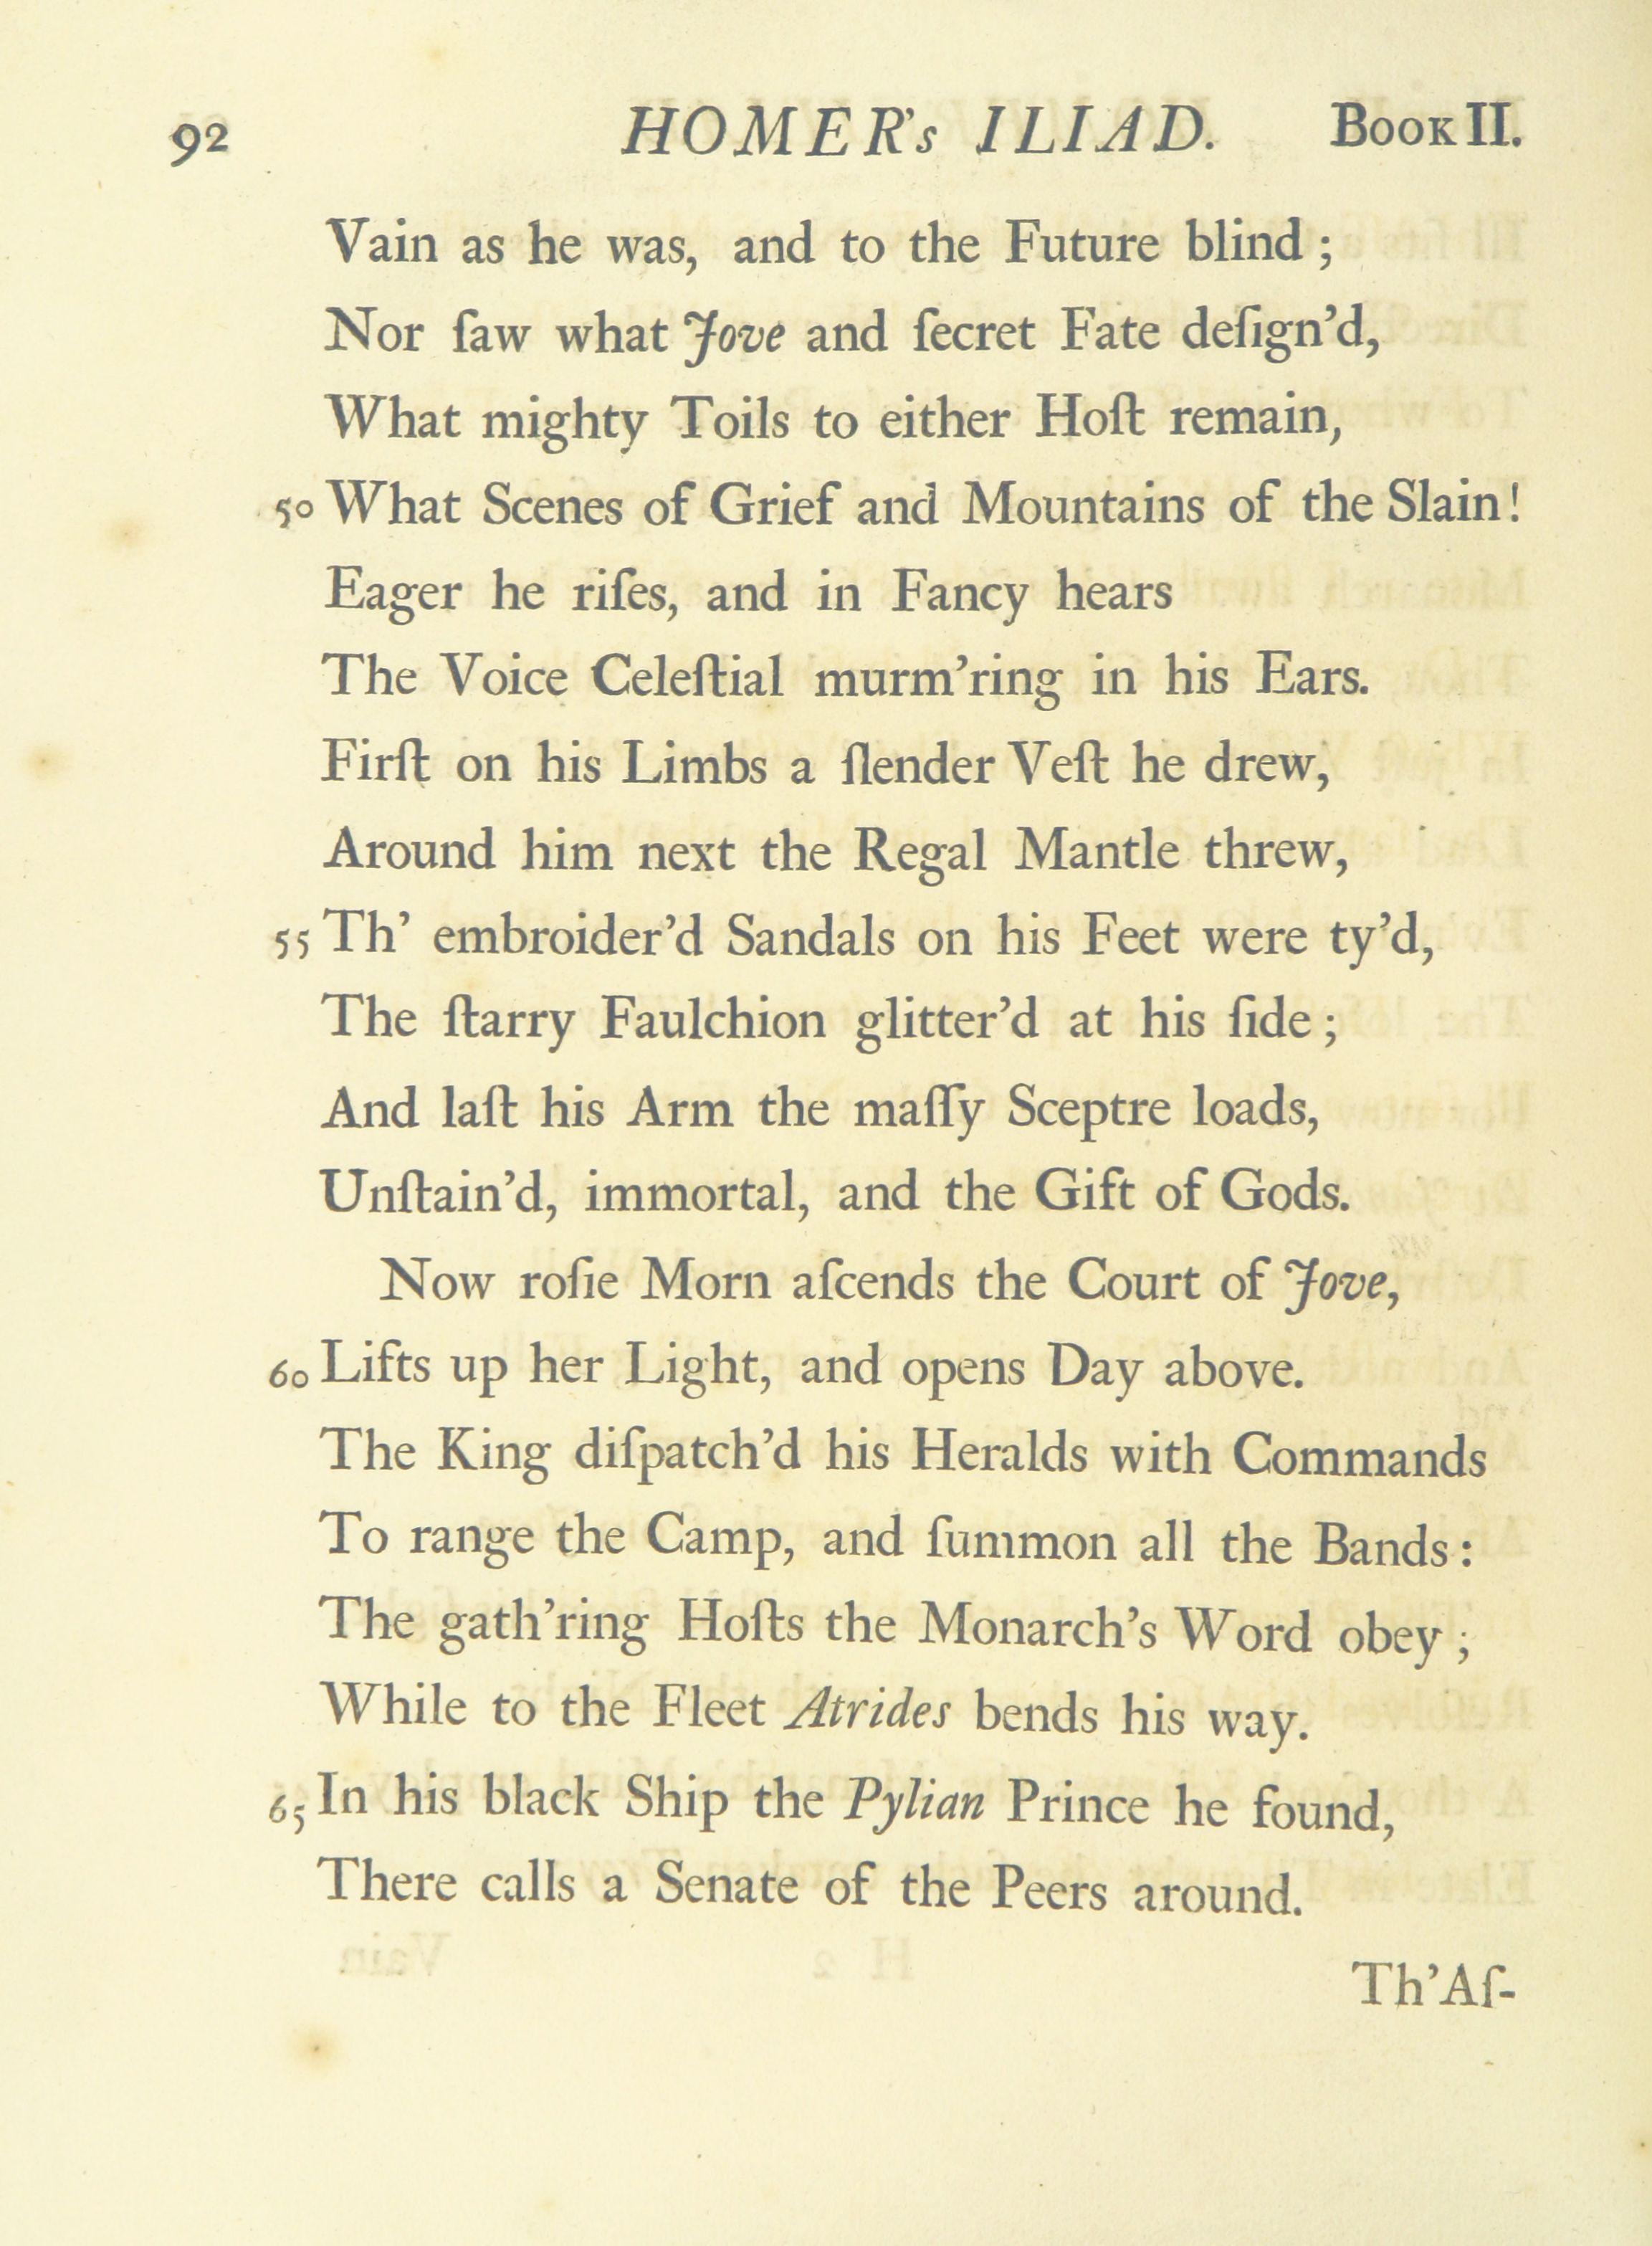 92 HOMER's ILIAD. BOOK II.
Vain as he was, and to the Future blind ;
Nor ſaw what Jove and ſecret Fate deſign'd,
What mighty Toils to either Hoſt remain,
50 What Scenes of Grief and Mountains of the Slain!
Eager he riſes, and in Fancy hears
The Voice Celeſtial murm'ring in his Ears.
Firſt on his Limbs a ſlender Veſt he drew,
Around him next the Regal Mantle threw,
55 Th' embroider'd Sandals on his Feet were ty'd,
The ſtarry Faulchion glitter'd at his ſide ;
And laſt his Arm the maſſy Sceptre loads,
Unſtain'd, immortal, and the Gift of Gods.
Now roſie Morn aſcends the Court of Jove,
60 Lifts up her Light, and opens Day above.
The King diſpatch'd his Heralds with Commands
To range the Camp, and ſummon all the Bands :
The gath'ring Hoſts the Monarch's Word obey ;
While to the Fleet Atrides bends his way.
65 In his black Ship the Pylian Prince he found,
There calls a Senate of the Peers around.
Th'Aſ-